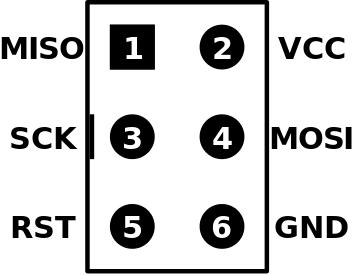 MISO 1 2 VCC
SCK 3 4 MOSI
RST 5 6 GND